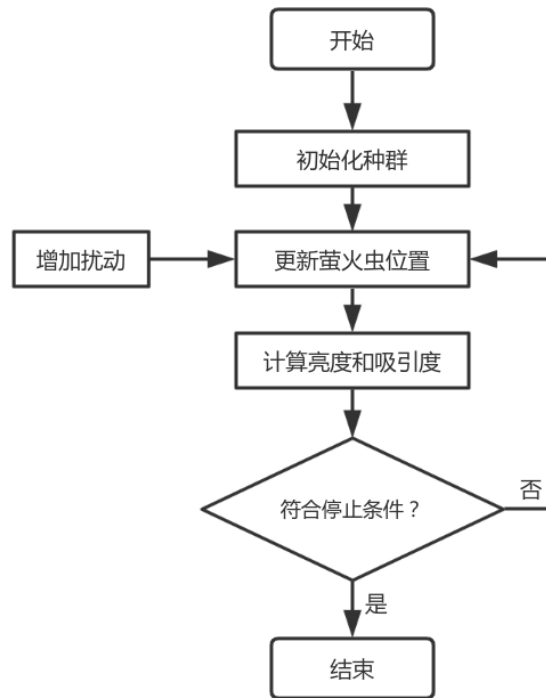 开始
初始化种群
增加扰动
更新萤火虫位置
计算亮度和吸引度
符合停止条件？
否
是
结束